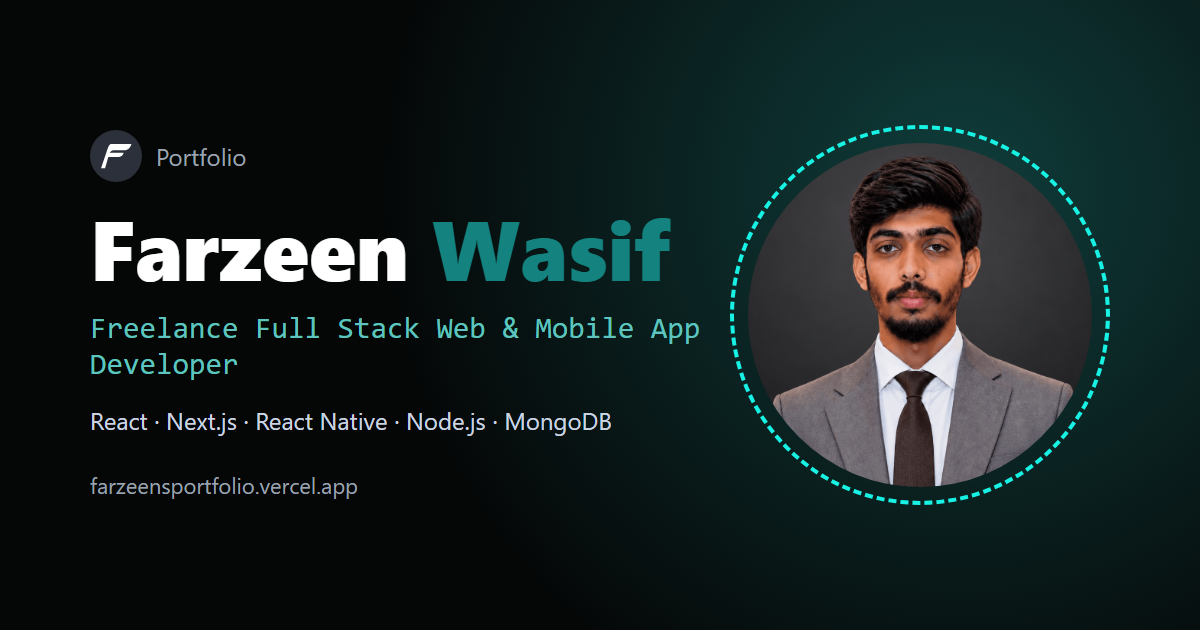 Portfolio
Farzeen Wasif
Freelance Full Stack Web & Mobile App
Developer
React · Next.js · React Native · Node.js · MongoDB
farzeensportfolio.vercel.app